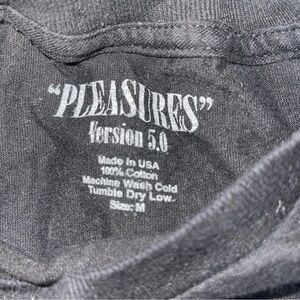 “PLEASURES”
Version 5.0
Made In USA
100% Cotton
Machine Wash Cold
Tumble Dry Low
Size: M